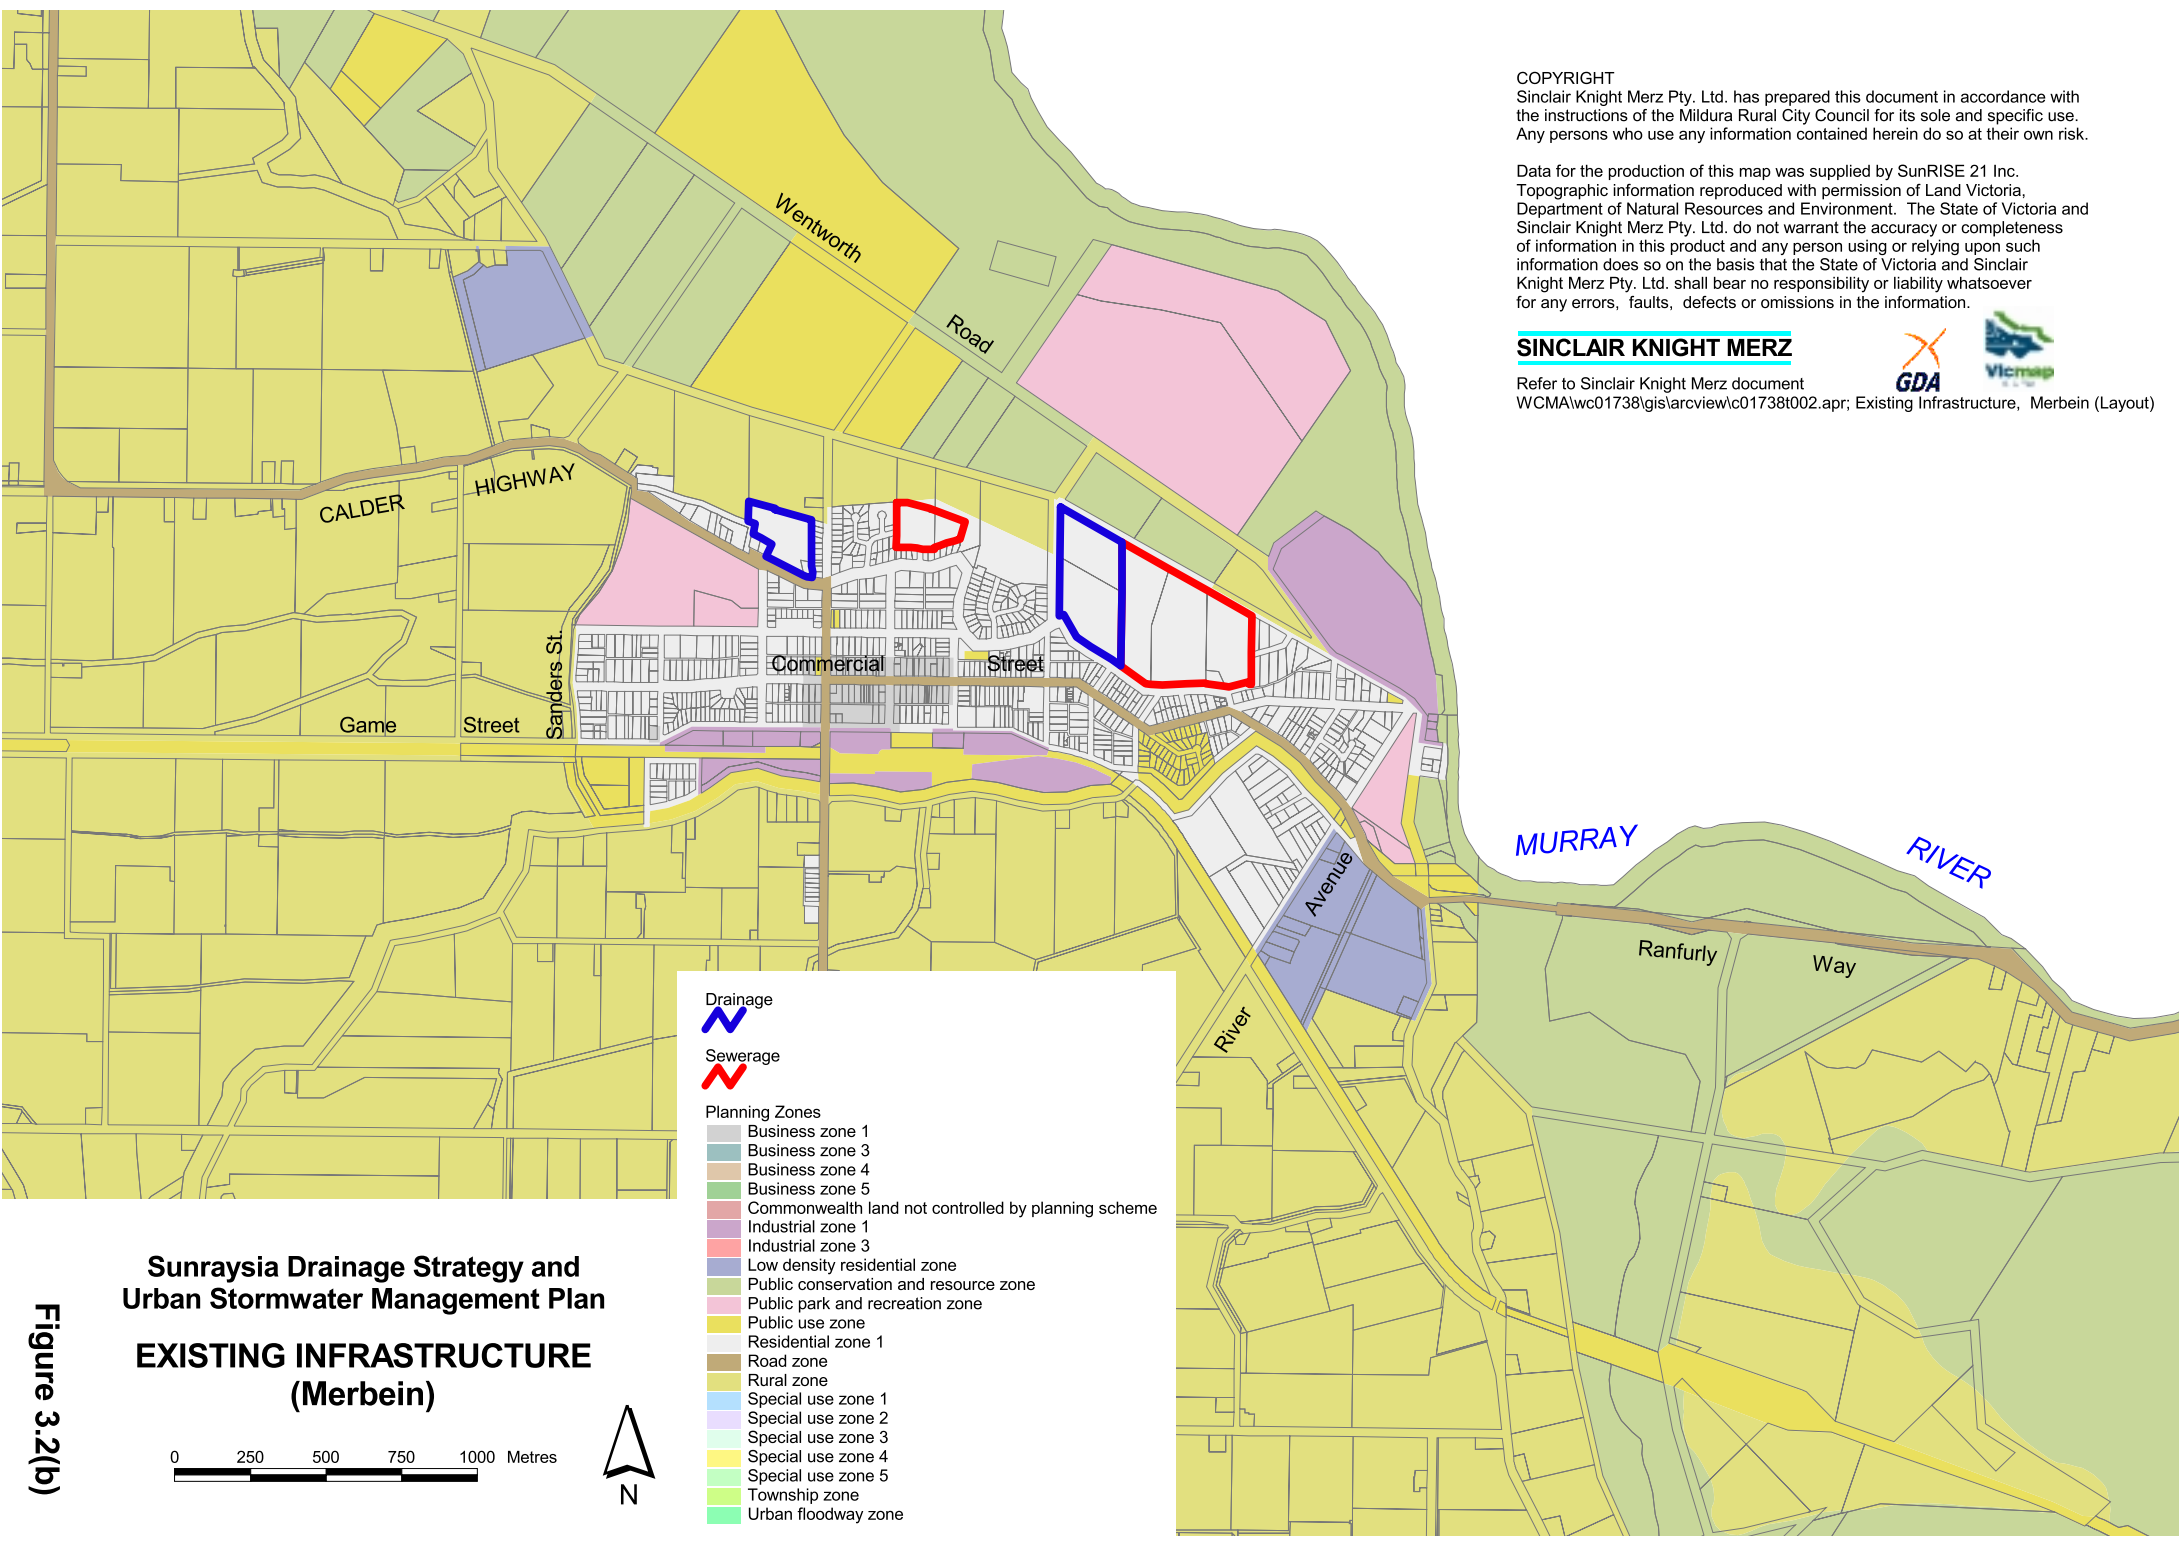 COPYRIGHT
Sinclair Knight Merz Pty. Ltd. has prepared this document in accordance with
the instructions of the Mildura Rural City Council for its sole and specific use.
Any persons who use any information contained herein do so at their own risk.
Data for the production of this map was supplied by SunRISE 21 Inc.
Topographic information reproduced with permission of Land Victoria,
Department of Natural Resources and Environment.  The State of Victoria and
Sinclair Knight Merz Pty. Ltd. do not warrant the accuracy or completeness
of information in this product and any person using or relying upon such
information does so on the basis that the State of Victoria and Sinclair
Knight Merz Pty. Ltd. shall bear no responsibility or liability whatsoever
for any errors,  faults,  defects or omissions in the information.
SINCLAIR KNIGHT MERZ
GDA
Vicmap
Refer to Sinclair Knight Merz document
WCMA\wc01738\gis\arcview\c01738t002.apr; Existing Infrastructure,  Merbein (Layout)
Wentworth
Road
CALDER
HIGHWAY
Sanders St.
Commercial
Street
Game
Street
MURRAY
RIVER
Avenue
River
Ranfurly
Way
Drainage
Sewerage
Planning Zones
Business zone 1
Business zone 3
Business zone 4
Business zone 5
Commonwealth land not controlled by planning scheme
Industrial zone 1
Industrial zone 3
Low density residential zone
Public conservation and resource zone
Public park and recreation zone
Public use zone
Residential zone 1
Road zone
Rural zone
Special use zone 1
Special use zone 2
Special use zone 3
Special use zone 4
Special use zone 5
Township zone
Urban floodway zone
Sunraysia Drainage Strategy and
Urban Stormwater Management Plan
EXISTING INFRASTRUCTURE
(Merbein)
0 250 500 750 1000 Metres
N
Figure 3.2(b)